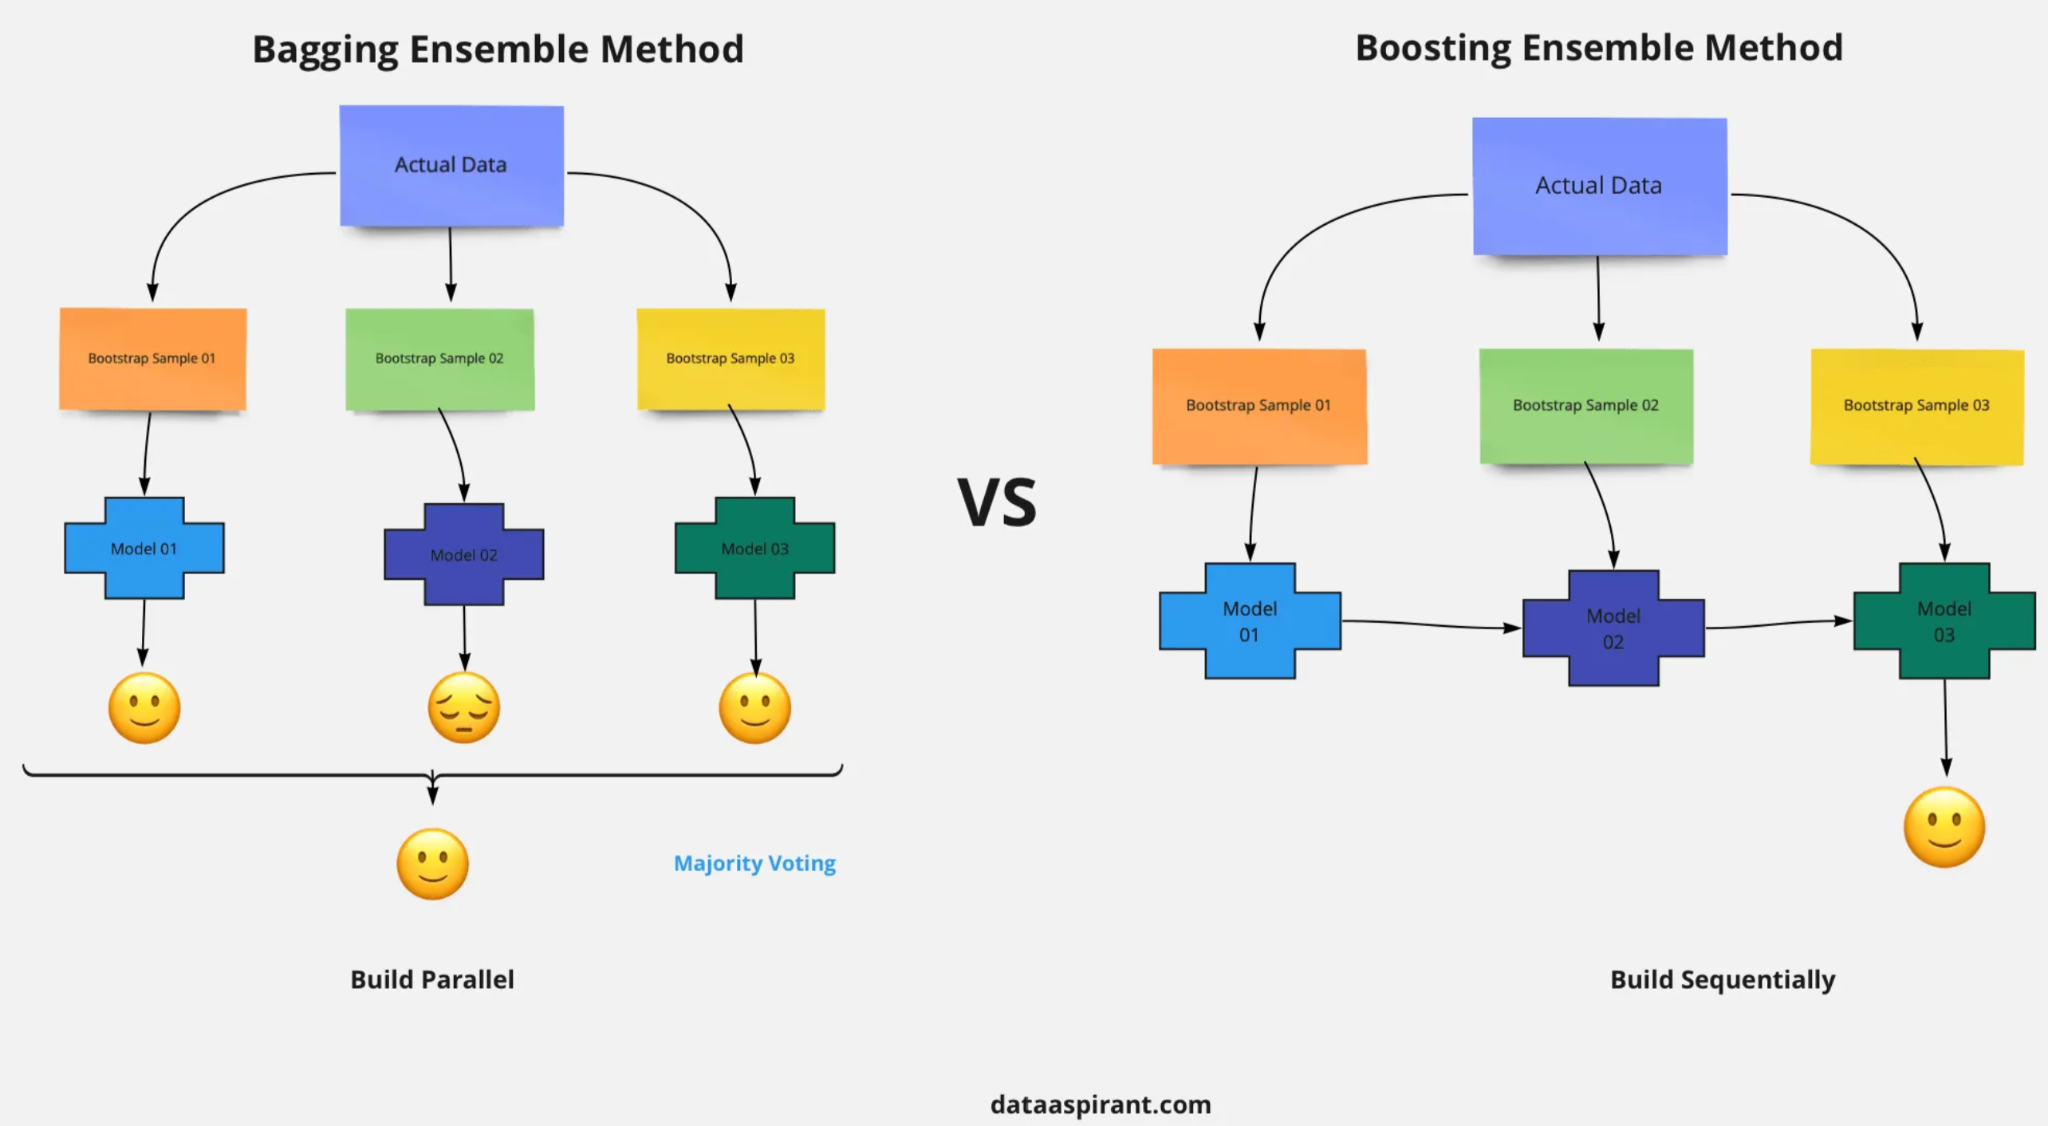 Bagging Ensemble Method
Actual Data
Bootstrap Sample 01
Bootstrap Sample 02
Bootstrap Sample 03
Model 01
Model 02
Model 03
Majority Voting
Build Parallel
VS
Boosting Ensemble Method
Actual Data
Bootstrap Sample 01
Bootstrap Sample 02
Bootstrap Sample 03
Model
01
Model
02
Model
03
Build Sequentially
dataaspirant.com